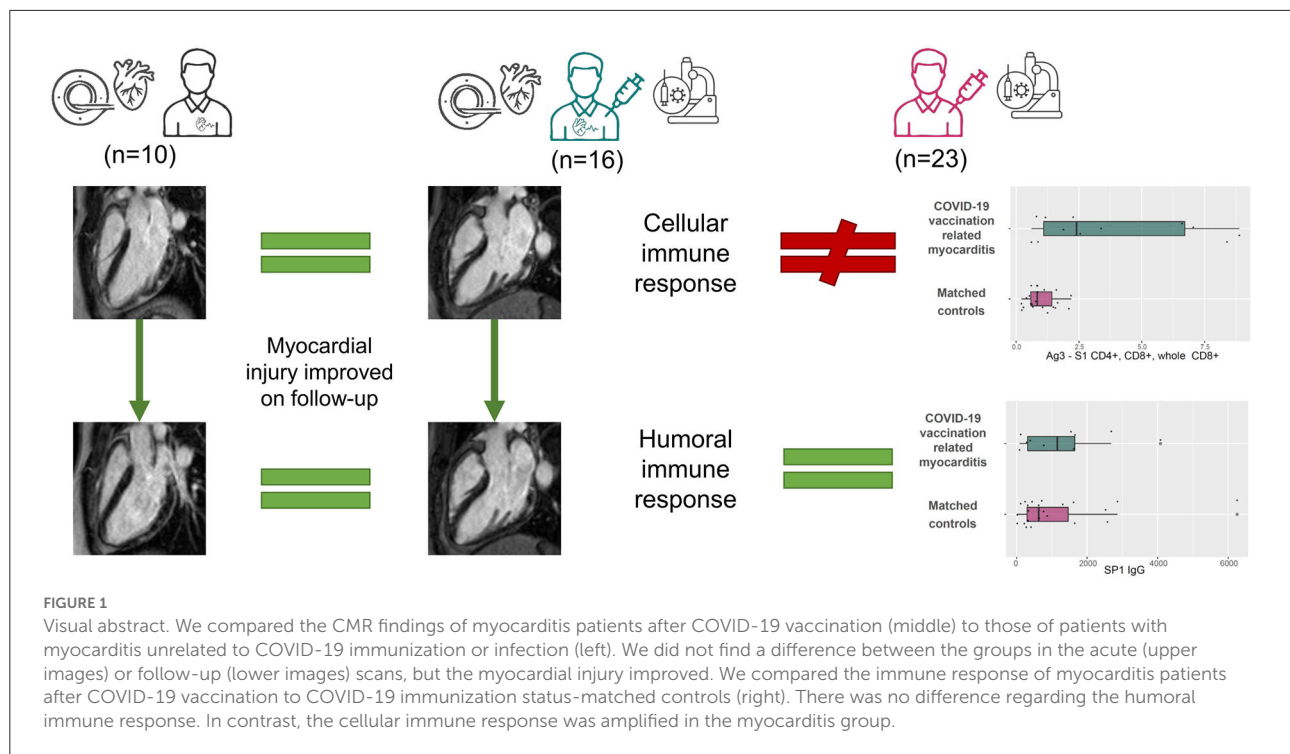 (n=10)
(n=16)
(n=23)
Myocardial
injury improved
on follow-up
Cellular
immune
response
COVID-19
vaccination
related
myocarditis
Matched
controls
0.0 2.5 5.0 7.5
Ag3 - S1 CD4+, CD8+, whole CD8+
Humoral
immune
response
COVID-19
vaccination
related
myocarditis
Matched
controls
0 2000 4000 6000
SP1 IgG
FIGURE 1
Visual abstract. We compared the CMR findings of myocarditis patients after COVID-19 vaccination (middle) to those of patients with
myocarditis unrelated to COVID-19 immunization or infection (left). We did not find a difference between the groups in the acute (upper
images) or follow-up (lower images) scans, but the myocardial injury improved. We compared the immune response of myocarditis patients
after COVID-19 vaccination to COVID-19 immunization status-matched controls (right). There was no difference regarding the humoral
immune response. In contrast, the cellular immune response was amplified in the myocarditis group.